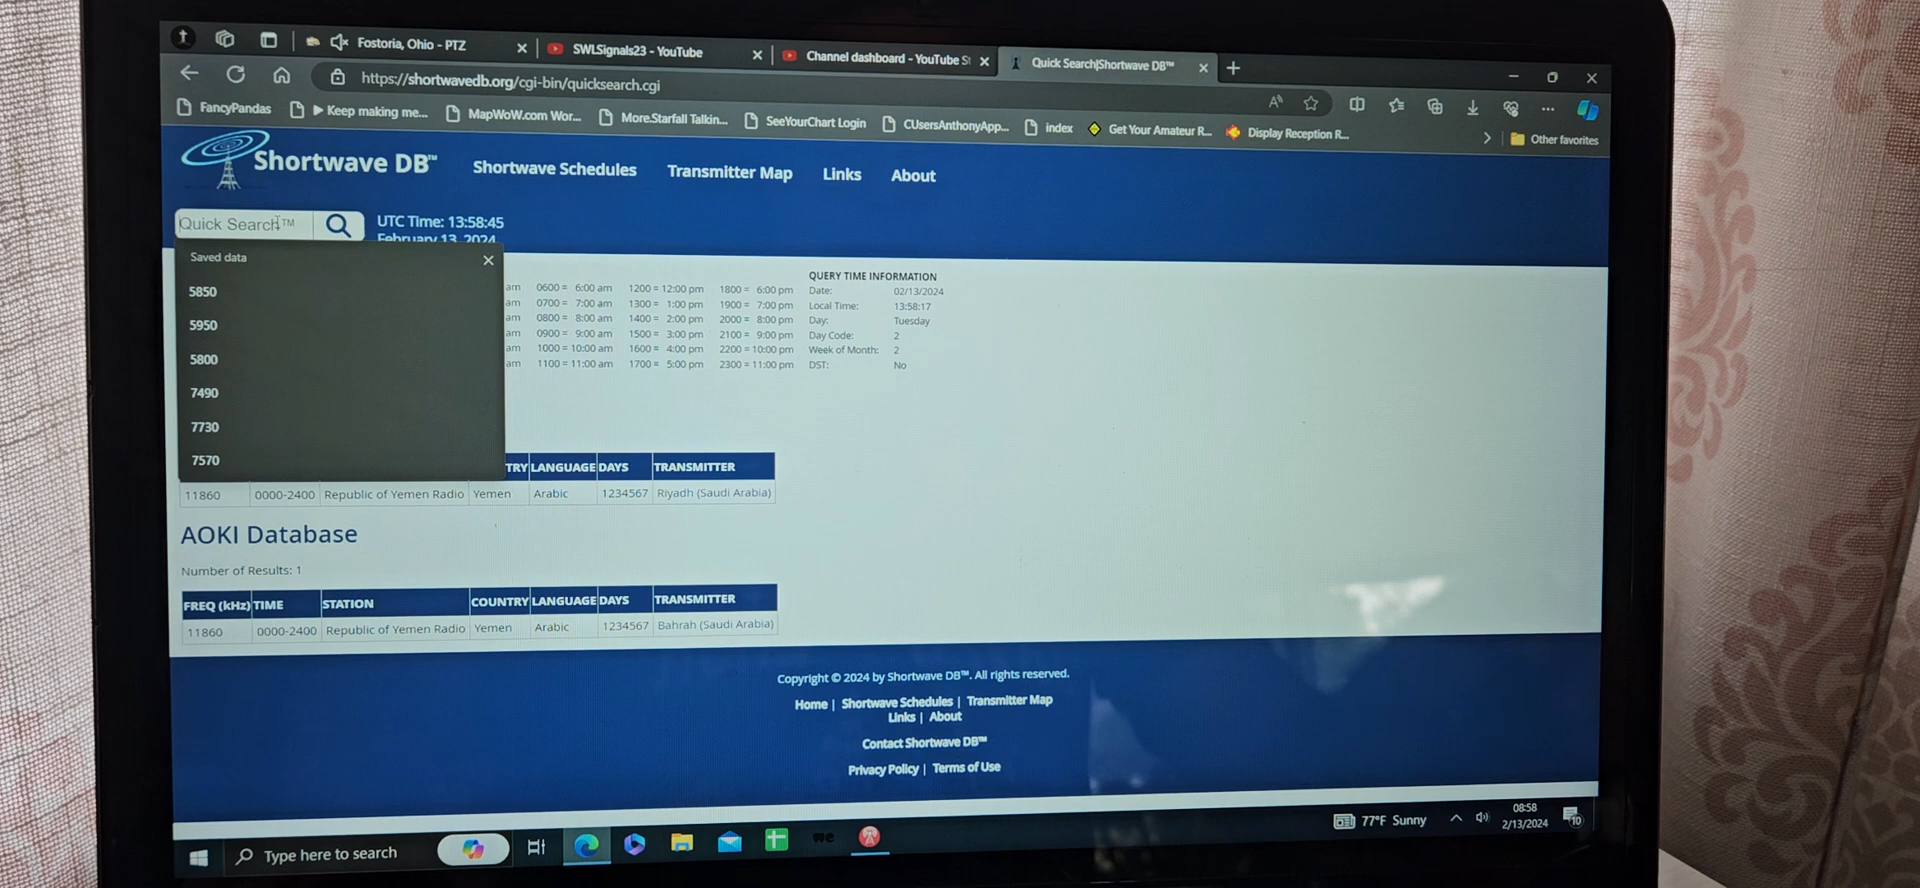 Fostoria, Ohio - PTZ
SWLSignals23 - YouTube
Channel dashboard - YouTube St
Quick Search|Shortwave DB™
https://shortwavedb.org/cgi-bin/quicksearch.cgi
FancyPandas
▶ Keep making me...
MapWoW.com Wor...
More.Starfall Talkin...
SeeYourChart Login
CUsersAnthonyApp...
index
Get Your Amateur R...
Display Reception R...
Other favorites
Shortwave DB™
Shortwave Schedules
Transmitter Map
Links
About
Quick Search™
UTC Time: 13:58:45
February 13, 2024
Saved data
5850
5950
5800
7490
7730
7570
am 0600 = 6:00 am 1200 = 12:00 pm 1800 = 6:00 pm
am 0700 = 7:00 am 1300 = 1:00 pm 1900 = 7:00 pm
am 0800 = 8:00 am 1400 = 2:00 pm 2000 = 8:00 pm
am 0900 = 9:00 am 1500 = 3:00 pm 2100 = 9:00 pm
am 1000 = 10:00 am 1600 = 4:00 pm 2200 = 10:00 pm
am 1100 = 11:00 am 1700 = 5:00 pm 2300 = 11:00 pm
QUERY TIME INFORMATION
Date: 02/13/2024
Local Time: 13:58:17
Day: Tuesday
Day Code: 2
Week of Month: 2
DST: No
TRY LANGUAGE DAYS TRANSMITTER
11860 0000-2400 Republic of Yemen Radio Yemen Arabic 1234567 Riyadh (Saudi Arabia)
AOKI Database
Number of Results: 1
FREQ (kHz) TIME STATION COUNTRY LANGUAGE DAYS TRANSMITTER
11860 0000-2400 Republic of Yemen Radio Yemen Arabic 1234567 Bahrah (Saudi Arabia)
Copyright © 2024 by Shortwave DB™. All rights reserved.
Home | Shortwave Schedules | Transmitter Map
Links | About
Contact Shortwave DB™
Privacy Policy | Terms of Use
Type here to search
we
77°F Sunny
08:58
2/13/2024
10